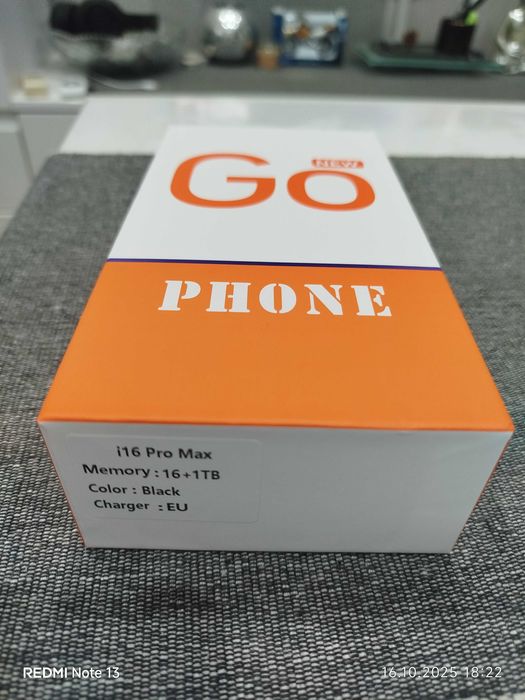 NEW
Go
PHONE
i16 Pro Max
Memory : 16+1TB
Color : Black
Charger : EU
REDMI Note 13
16.10.2025 18:22